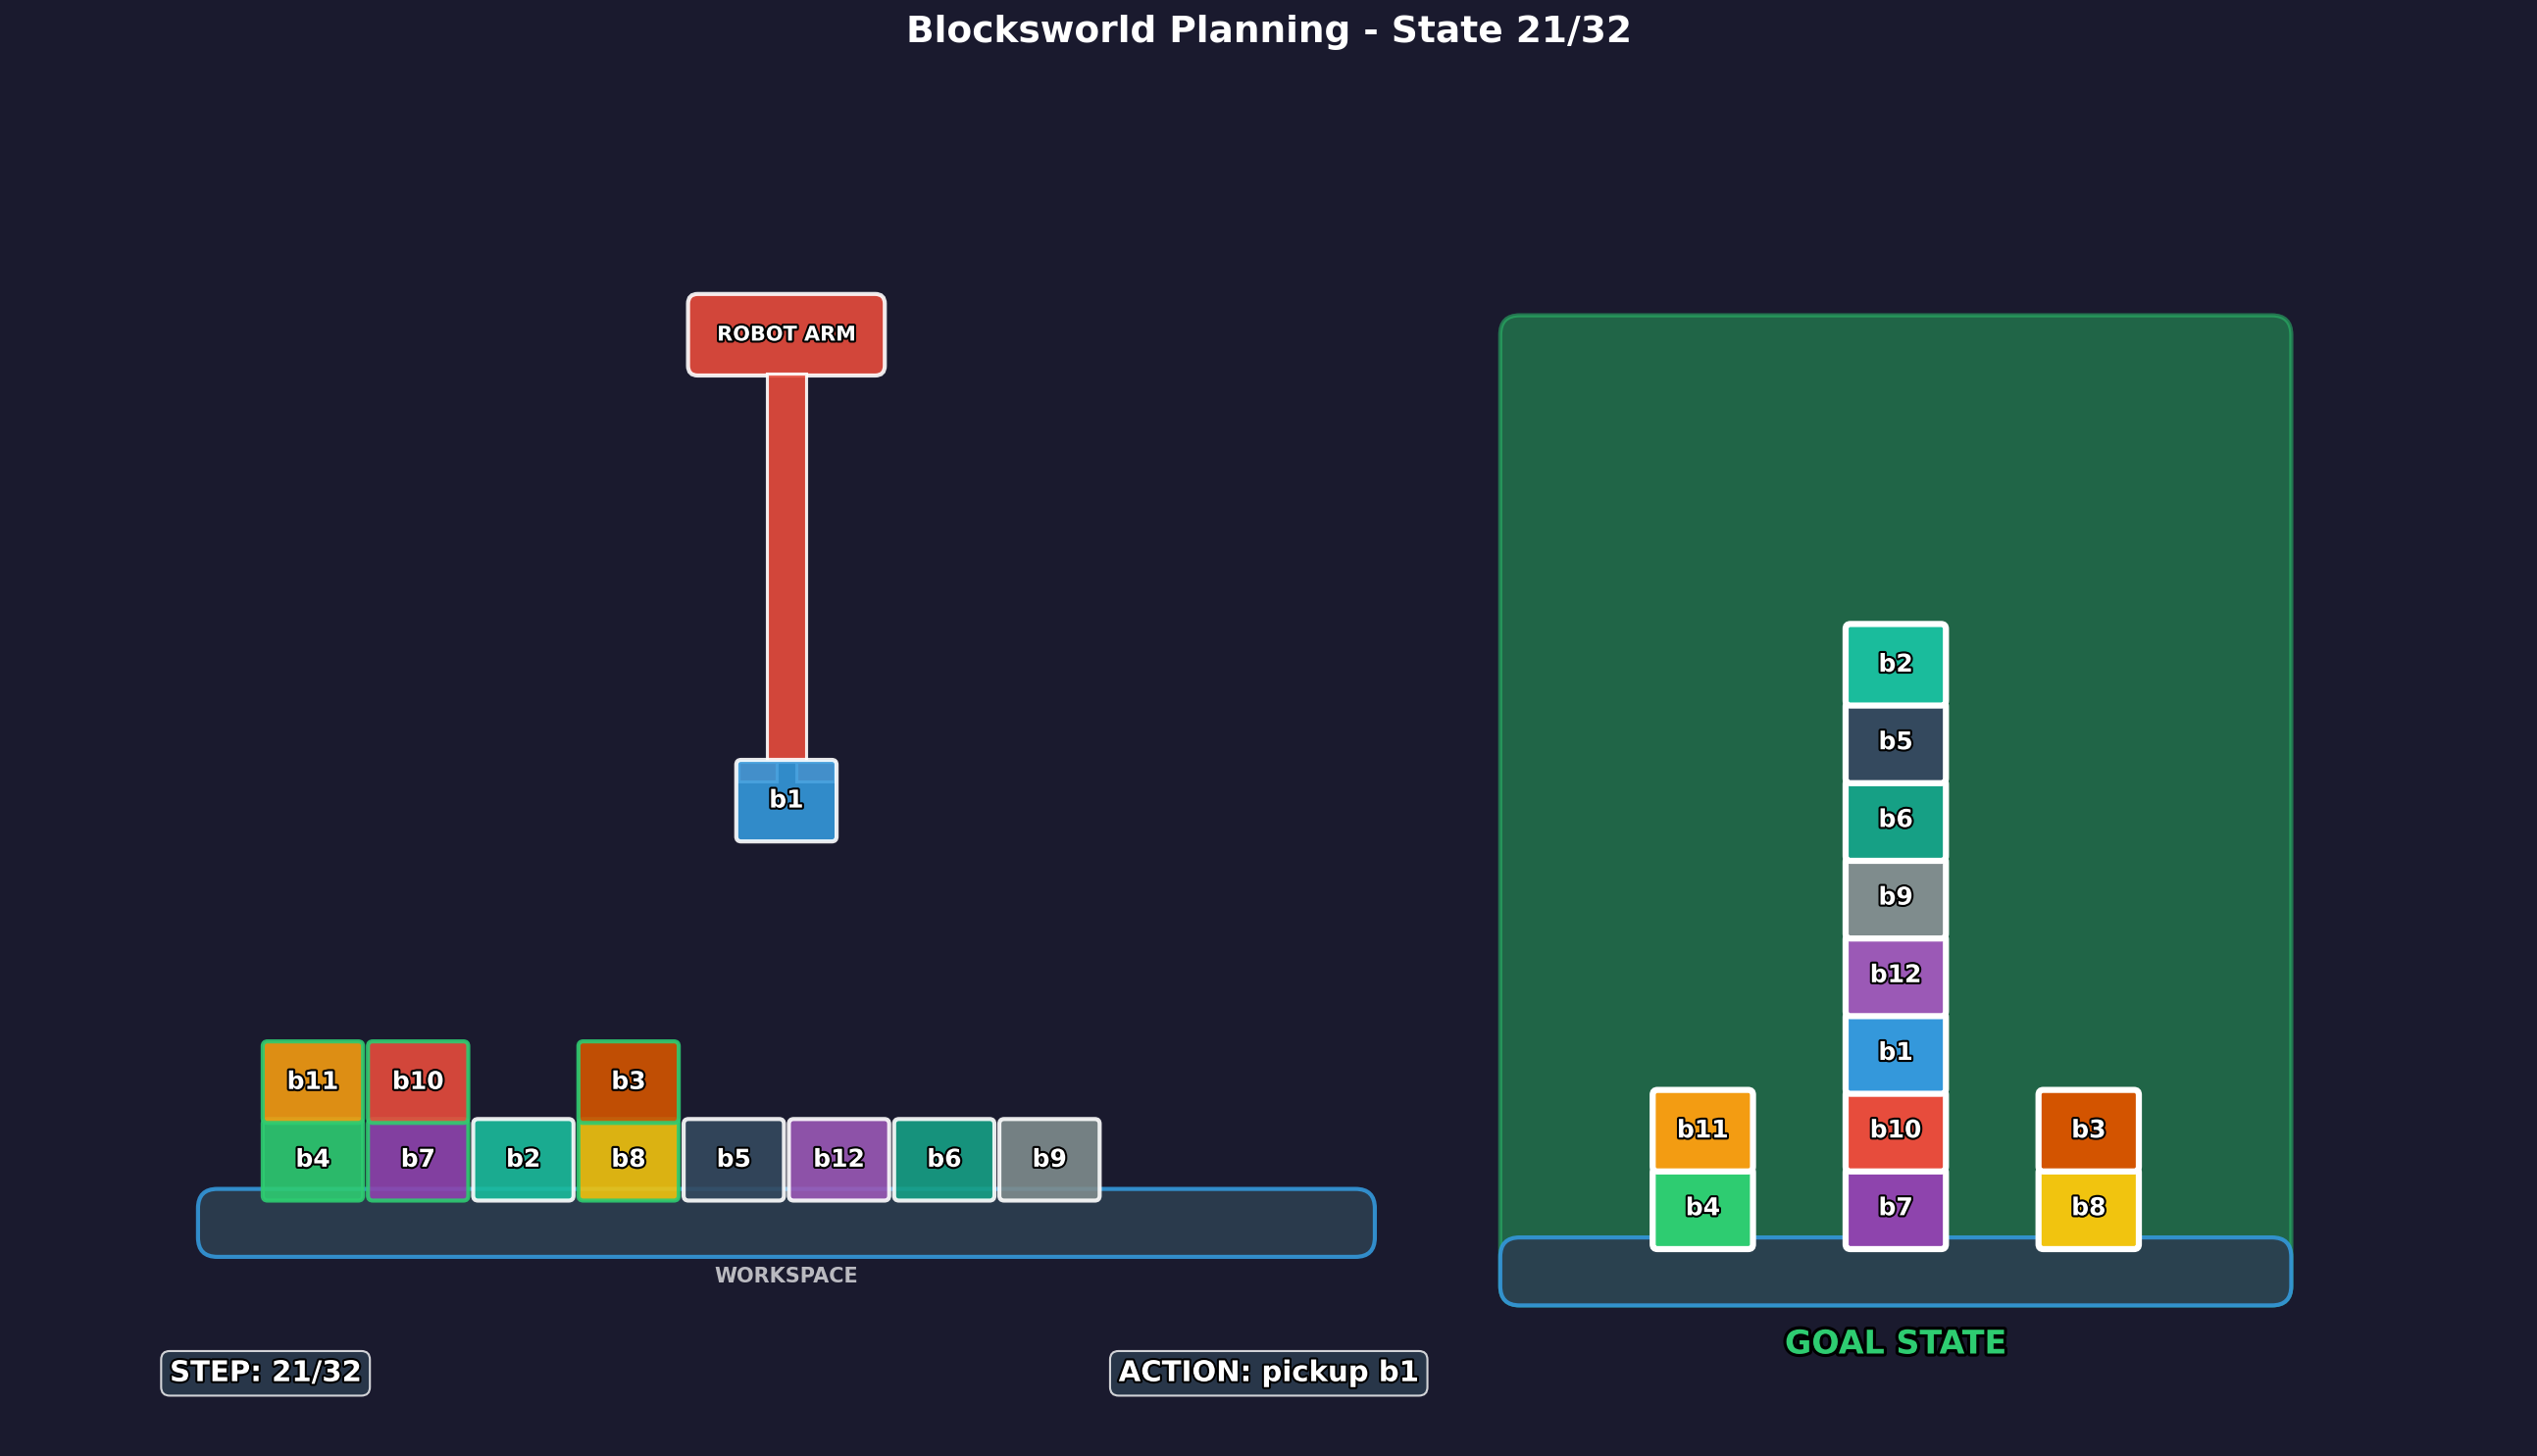 Blocksworld Planning - State 21/32
ROBOT ARM
b1
b11 b10 b3
b4 b7 b2 b8 b5 b12 b6 b9
WORKSPACE
b2
b5
b6
b9
b12
b1
b11 b10 b3
b4 b7 b8
GOAL STATE
STEP: 21/32
ACTION: pickup b1